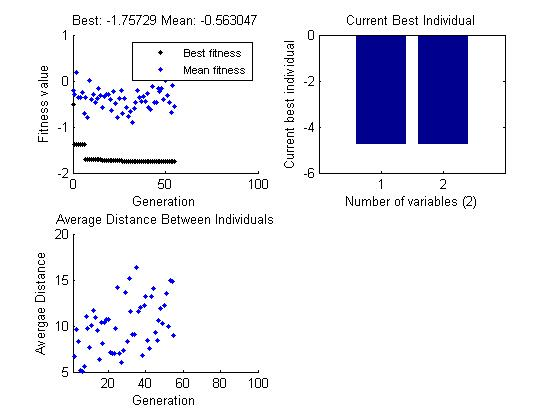 Best: -1.75729 Mean: -0.563047
1
0
-1
-2
Fitness value
Best fitness
Mean fitness
0
50
100
Generation
Current Best Individual
0
-2
-4
-6
Current best individual
1
2
Number of variables (2)
Average Distance Between Individuals
20
15
10
5
Avergae Distance
20
40
60
80
100
Generation